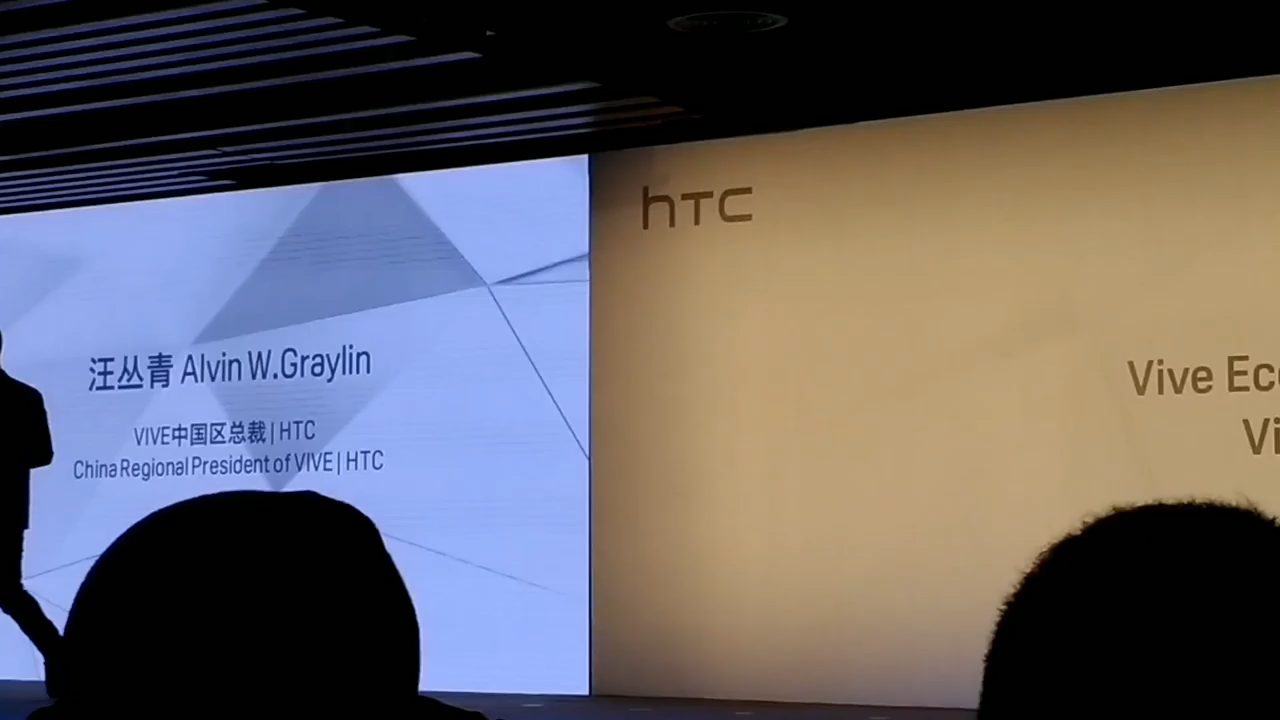 汪丛青 Alvin W.Graylin
VIVE中国区总裁 | HTC
China Regional President of VIVE | HTC
hTC
Vive